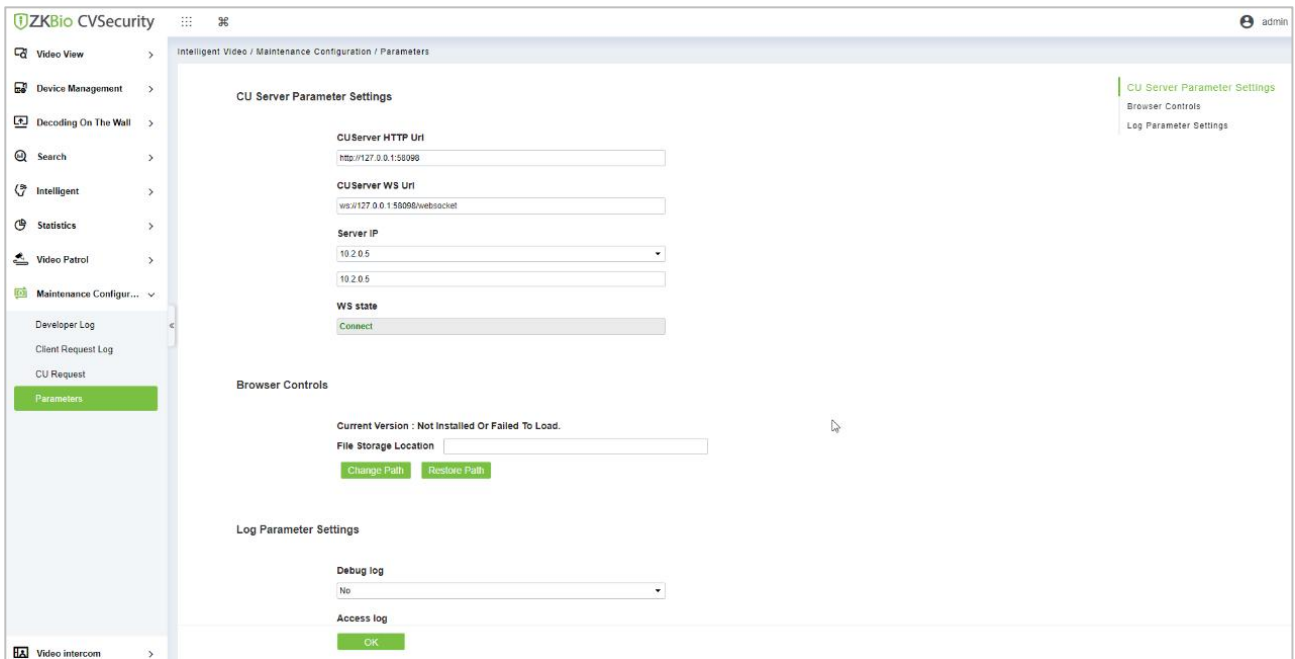 ZKBio CVSecurity
admin
Video View
Device Management
Decoding On The Wall
Search
Intelligent
Statistics
Video Patrol
Maintenance Configur...
Developer Log
Client Request Log
CU Request
Parameters
Video intercom
Intelligent Video / Maintenance Configuration / Parameters
CU Server Parameter Settings
CUServer HTTP Url
http://127.0.0.1:58098
CUServer WS Url
ws://127.0.0.1:58098/websocket
Server IP
10.2.0.5
10.2.0.5
WS state
Connect
Browser Controls
Current Version : Not Installed Or Failed To Load.
File Storage Location
Change Path Restore Path
Log Parameter Settings
Debug log
No
Access log
OK
CU Server Parameter Settings
Browser Controls
Log Parameter Settings